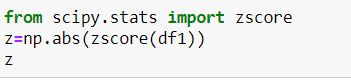 from scipy.stats import zscore
z=np.abs(zscore(df1))
z